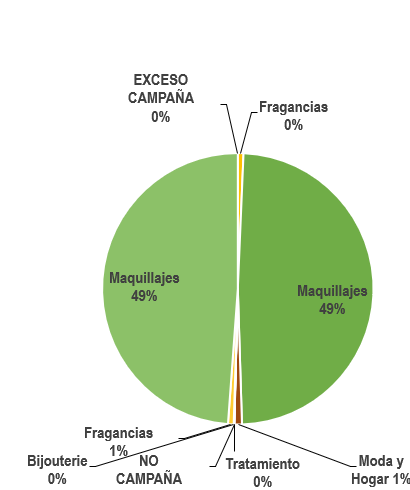 EXCESO
CAMPAÑA
0%
Fragancias
0%
Maquillajes
49%
Maquillajes
49%
Fragancias
1%
Bijouterie
0%
NO
CAMPAÑA
Tratamiento
0%
Moda y
Hogar 1%